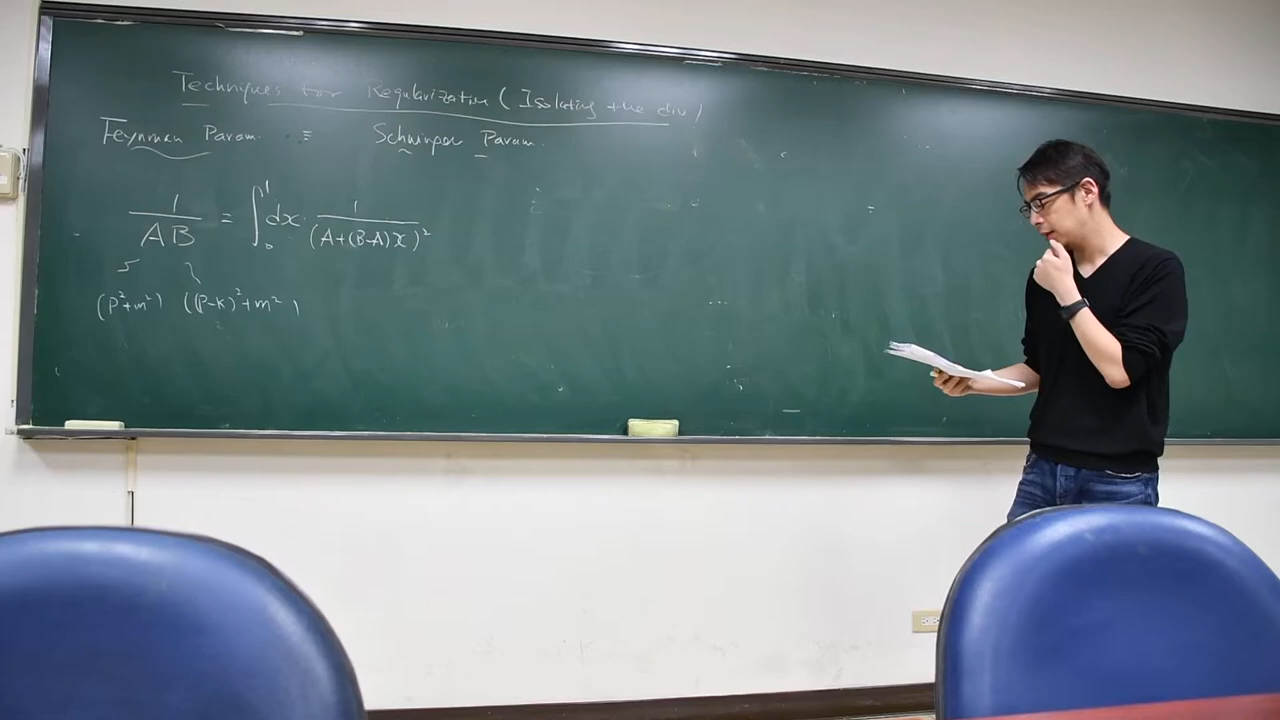 Techniques for Regularization (Isolating the div)
Feynman Param. ≡ Schwinger Param.
1/AB = ∫₀¹ dx · 1/(A+(B-A)x)²
(p²+m²) ((p-k)²+m²)